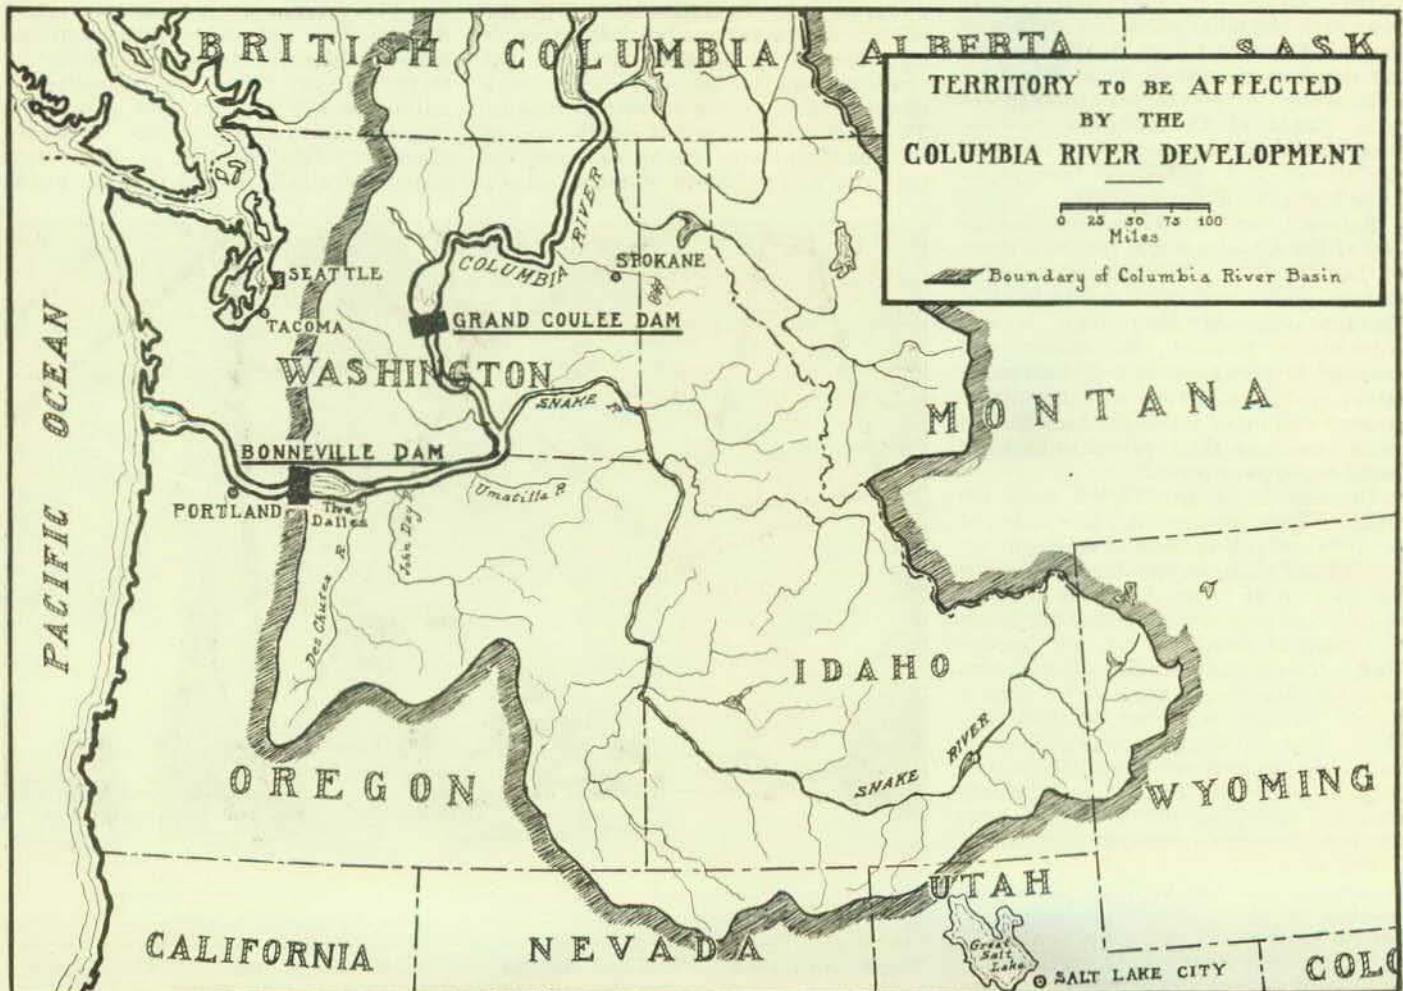 BRITISH COLUMBIA
ALBERTA
SASK
TERRITORY TO BE AFFECTED
BY THE
COLUMBIA RIVER DEVELOPMENT
0 25 50 75 100
Miles
Boundary of Columbia River Basin
COLUMBIA RIVER
SPOKANE
SEATTLE
TACOMA
GRAND COULEE DAM
WASHINGTON
SNAKE R.
MONTANA
PACIFIC OCEAN
BONNEVILLE DAM
PORTLAND
The
Dalles
Umatilla R.
John Day
Des Chutes R.
IDAHO
SNAKE RIVER
OREGON
WYOMING
UTAH
CALIFORNIA
NEVADA
Great
Salt
Lake
SALT LAKE CITY
COLO